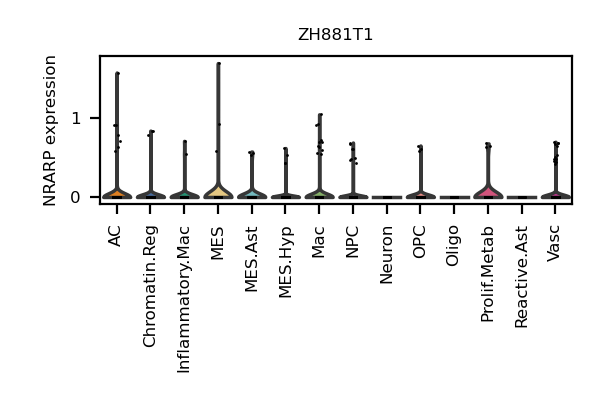 ZH881T1
NRARP expression
1
0
AC
Chromatin.Reg
Inflammatory.Mac
MES
MES.Ast
MES.Hyp
Mac
NPC
Neuron
OPC
Oligo
Prolif.Metab
Reactive.Ast
Vasc